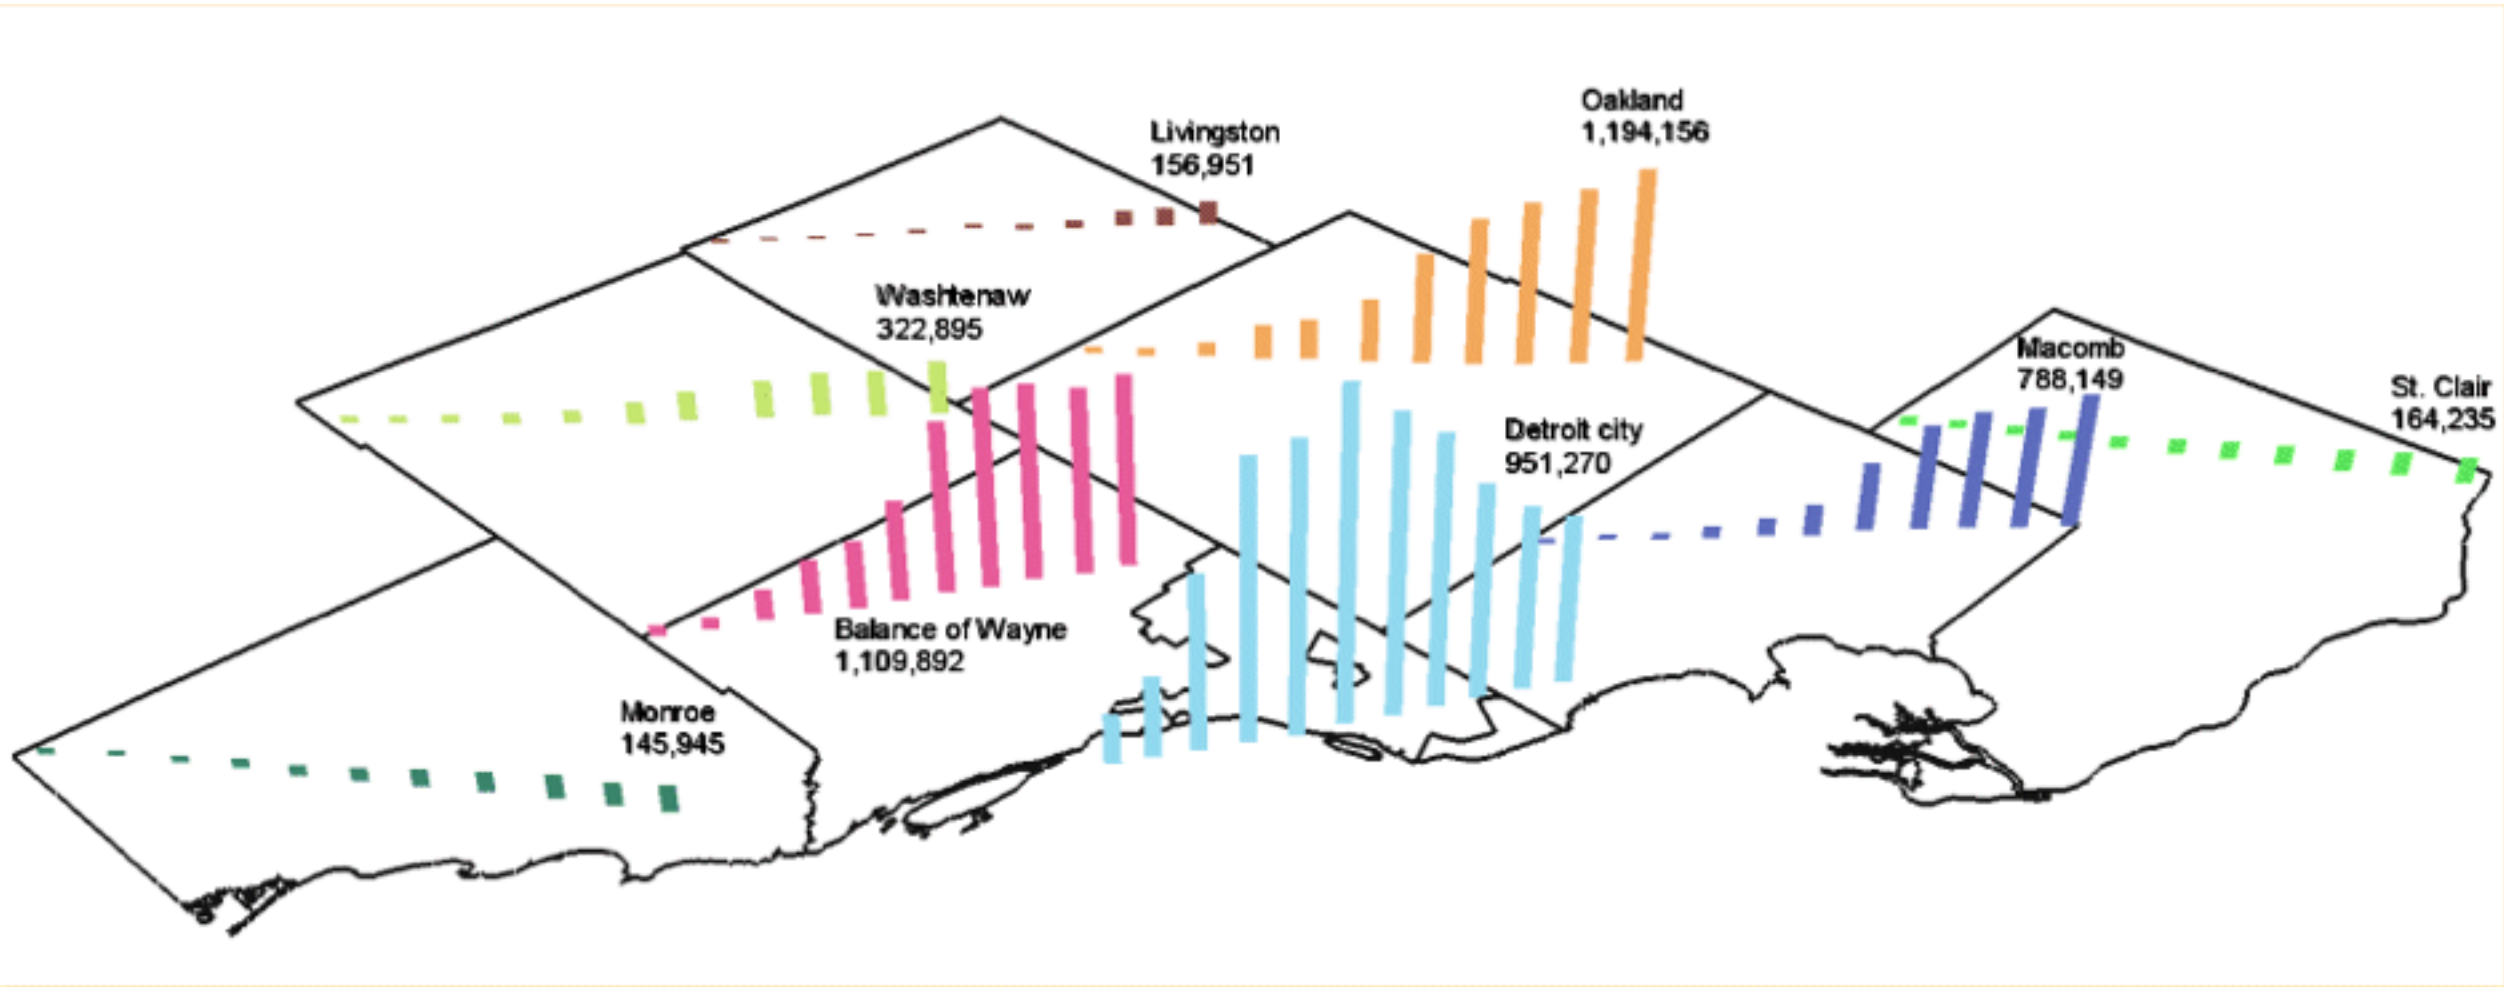 Oakland
1,194,156
Livingston
156,951
Washtenaw
322,895
Macomb
788,149
St. Clair
164,235
Detroit city
951,270
Balance of Wayne
1,109,892
Monroe
145,945